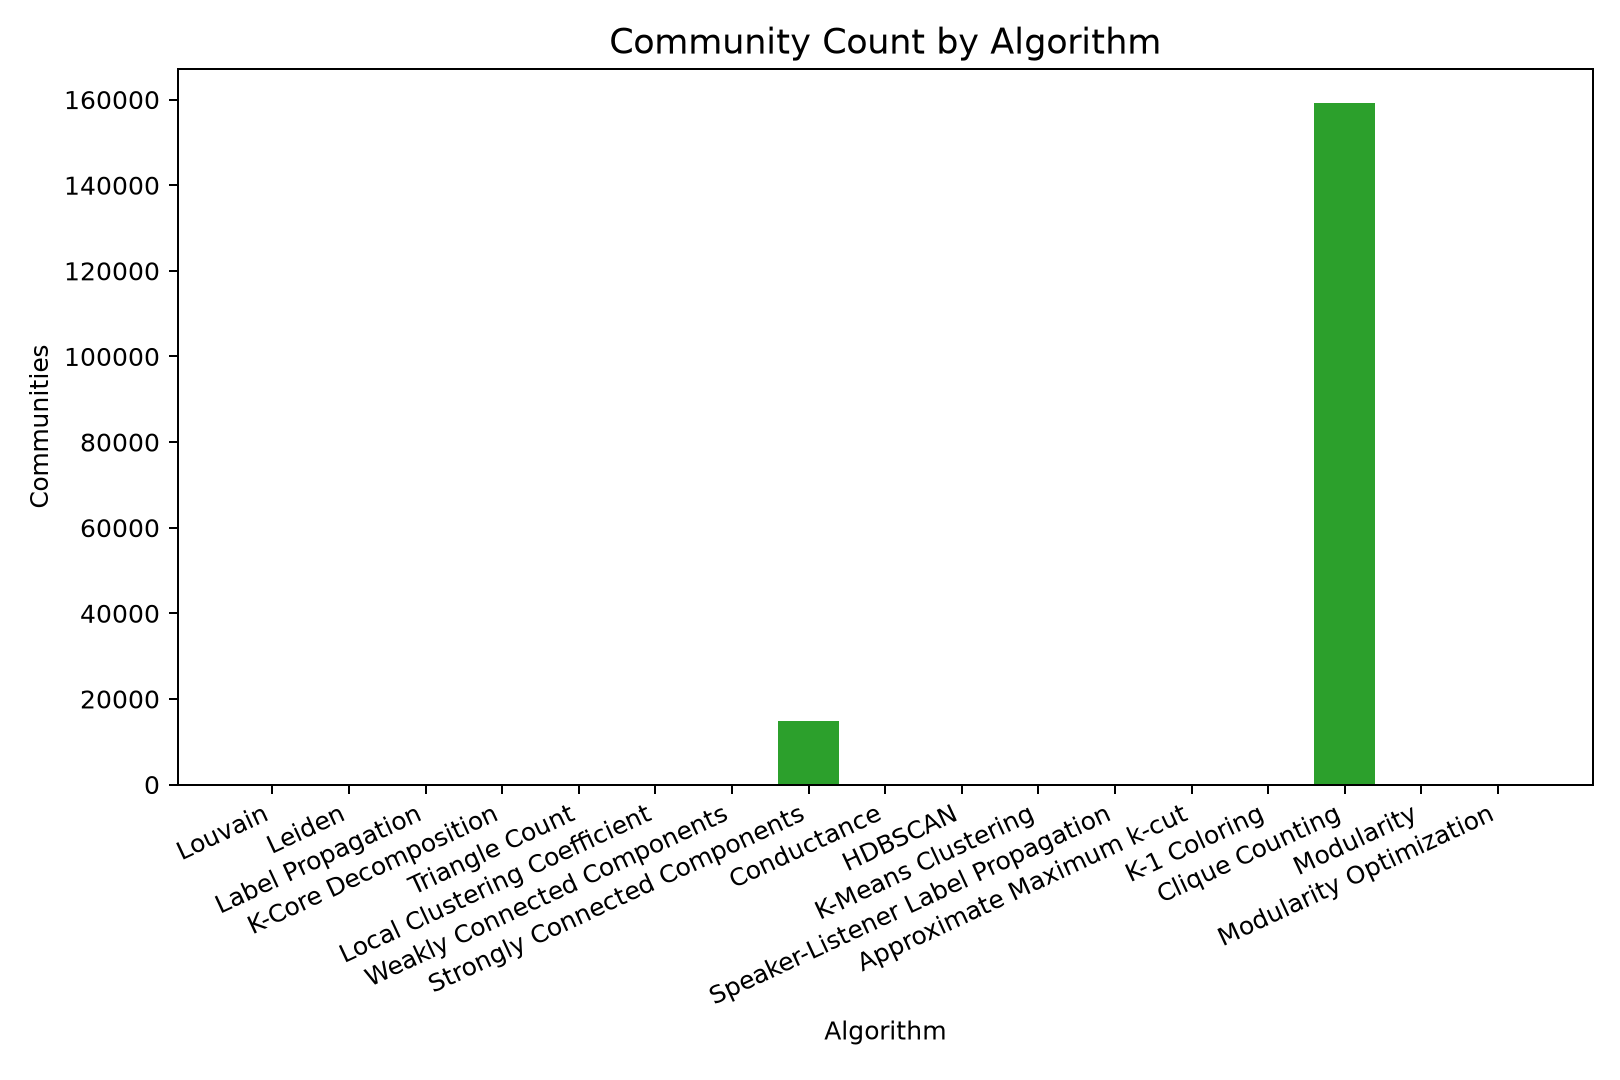 Community Count by Algorithm
160000
140000
120000
100000
80000
60000
40000
20000
0
Communities
Louvain
Leiden
Label Propagation
K-Core Decomposition
Triangle Count
Local Clustering Coefficient
Weakly Connected Components
Strongly Connected Components
Conductance
HDBSCAN
K-Means Clustering
Speaker-Listener Label Propagation
Approximate Maximum k-cut
K-1 Coloring
Clique Counting
Modularity
Modularity Optimization
Algorithm